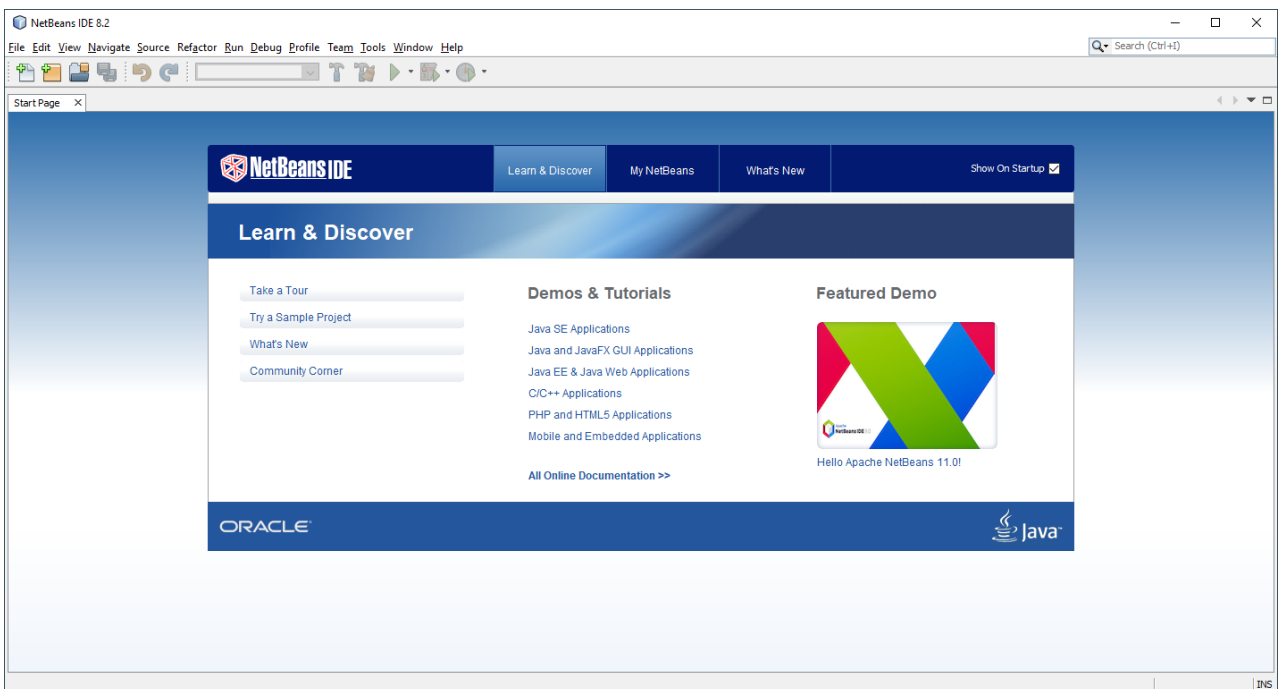 NetBeans IDE 8.2
File Edit View Navigate Source Refactor Run Debug Profile Team Tools Window Help
Search (Ctrl+I)
Start Page
NetBeans IDE
Learn & Discover
My NetBeans
What's New
Show On Startup
Learn & Discover
Take a Tour
Try a Sample Project
What's New
Community Corner
Demos & Tutorials
Java SE Applications
Java and JavaFX GUI Applications
Java EE & Java Web Applications
C/C++ Applications
PHP and HTML5 Applications
Mobile and Embedded Applications
All Online Documentation >>
Featured Demo
NetBeans IDE
Hello Apache NetBeans 11.0!
ORACLE
Java
INS